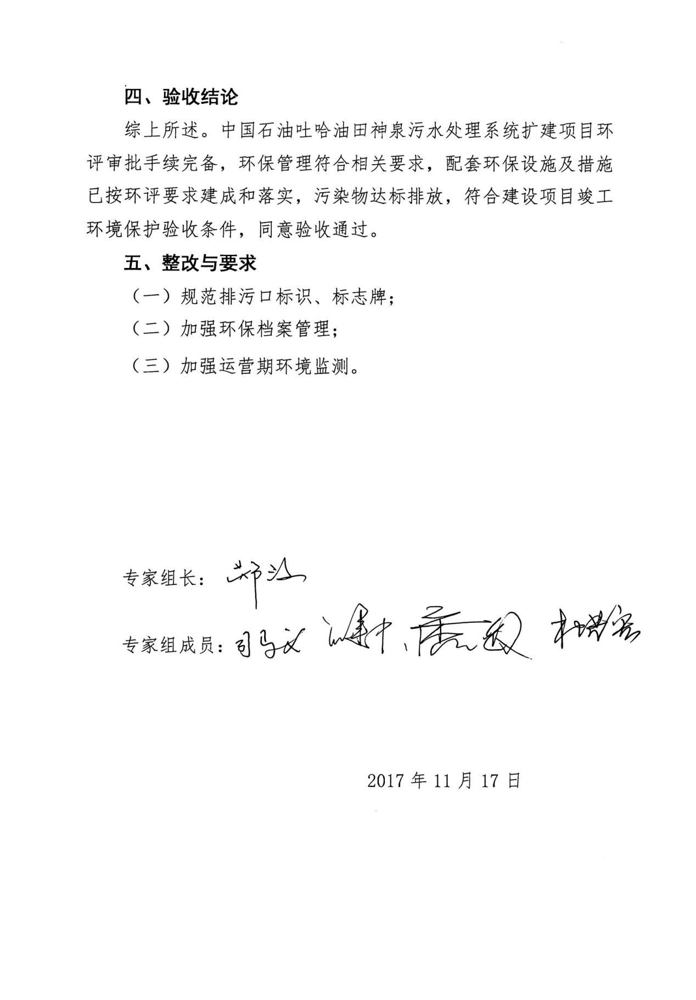 四、验收结论
综上所述。中国石油吐哈油田神泉污水处理系统扩建项目环
评审批手续完备，环保管理符合相关要求，配套环保设施及措施
已按环评要求建成和落实，污染物达标排放，符合建设项目竣工
环境保护验收条件，同意验收通过。
五、整改与要求
（一）规范排污口标识、标志牌；
（二）加强环保档案管理；
（三）加强运营期环境监测。
专家组长：
专家组成员：司马义
2017 年 11 月 17 日